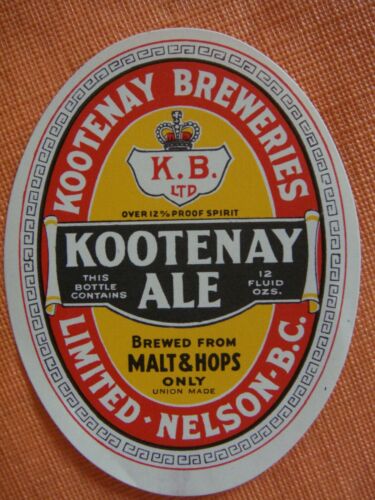 KOOTENAY BREWERIES
K.B.
LTD
OVER 12% PROOF SPIRIT
KOOTENAY
ALE
THIS
BOTTLE
CONTAINS
12
FLUID
OZS.
BREWED FROM
MALT & HOPS
ONLY
UNION MADE
LIMITED · NELSON · B.C.